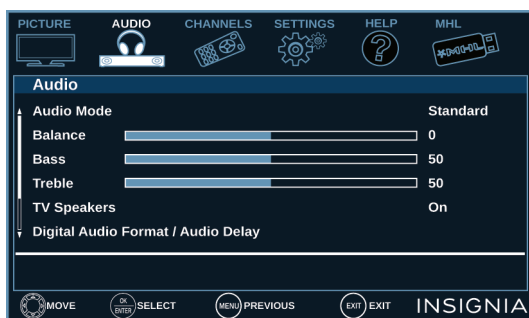 PICTURE AUDIO CHANNELS SETTINGS HELP MHL
MHL
Audio
Audio Mode Standard
Balance 0
Bass 50
Treble 50
TV Speakers On
Digital Audio Format / Audio Delay
MOVE OK ENTER SELECT MENU PREVIOUS EXIT EXIT INSIGNIA